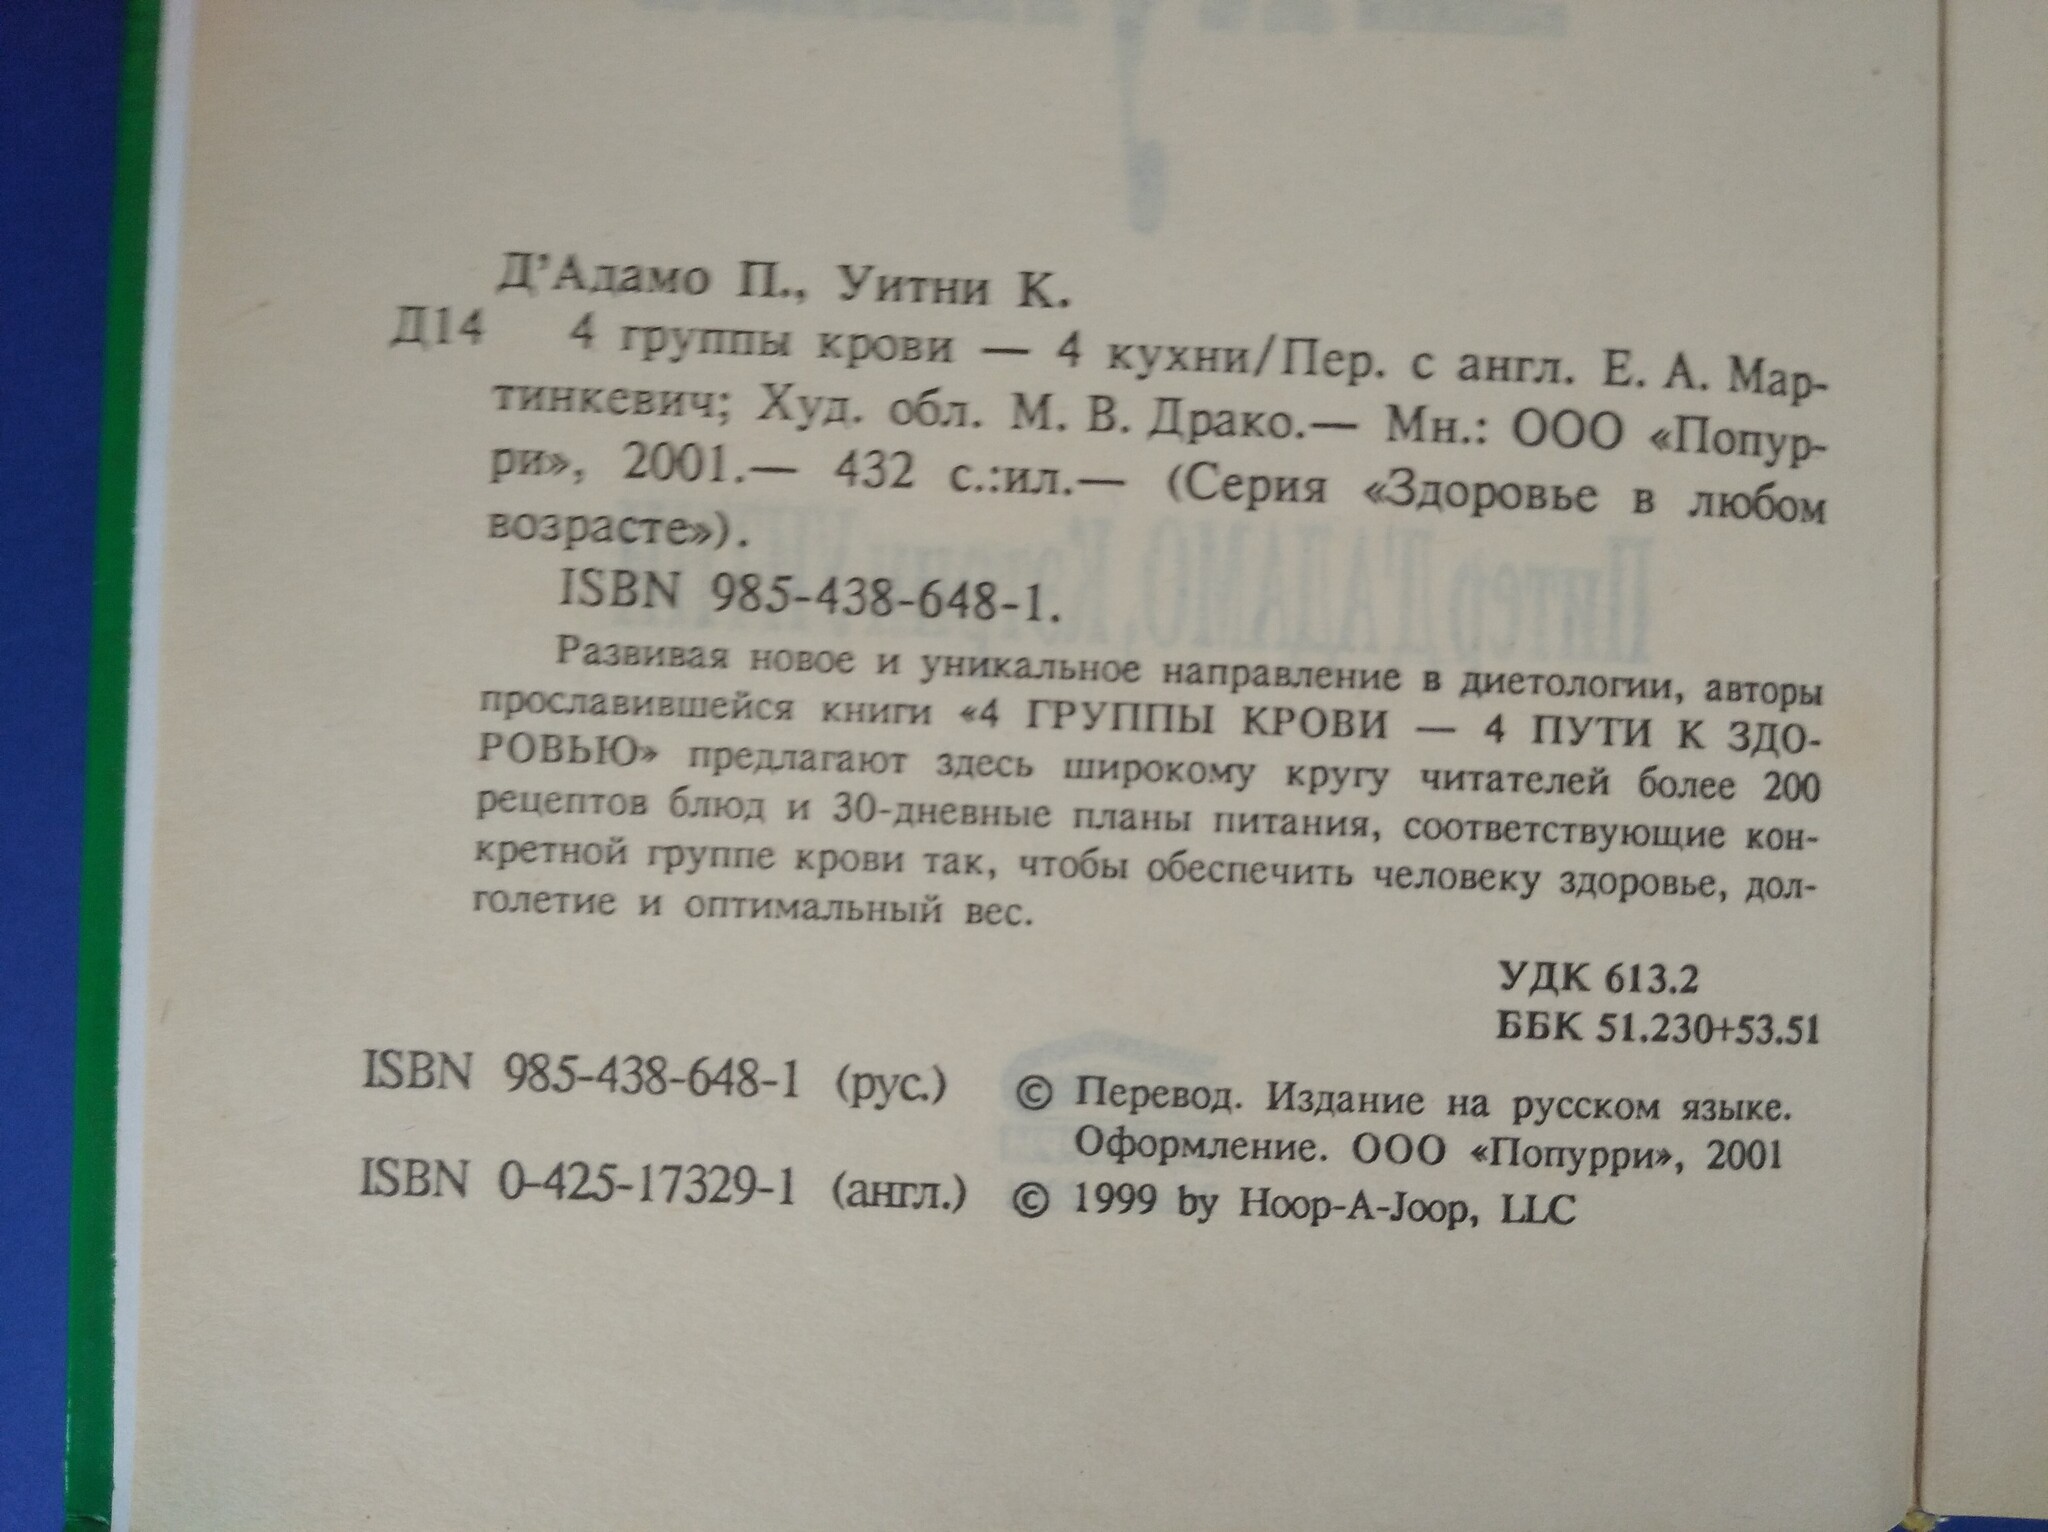 Д'Адамо П., Уитни К.
Д14 4 группы крови — 4 кухни/Пер. с англ. Е. А. Мар-
тинкевич; Худ. обл. М. В. Драко.— Мн.: ООО «Попур-
ри», 2001.— 432 с.:ил.— (Серия «Здоровье в любом
возрасте»).
ISBN 985-438-648-1.
Развивая новое и уникальное направление в диетологии, авторы
прославившейся книги «4 ГРУППЫ КРОВИ — 4 ПУТИ К ЗДО-
РОВЬЮ» предлагают здесь широкому кругу читателей более 200
рецептов блюд и 30-дневные планы питания, соответствующие кон-
кретной группе крови так, чтобы обеспечить человеку здоровье, дол-
голетие и оптимальный вес.
УДК 613.2
ББК 51.230+53.51
ISBN 985-438-648-1 (рус.) © Перевод. Издание на русском языке.
Оформление. ООО «Попурри», 2001
ISBN 0-425-17329-1 (англ.) © 1999 by Hoop-A-Joop, LLC